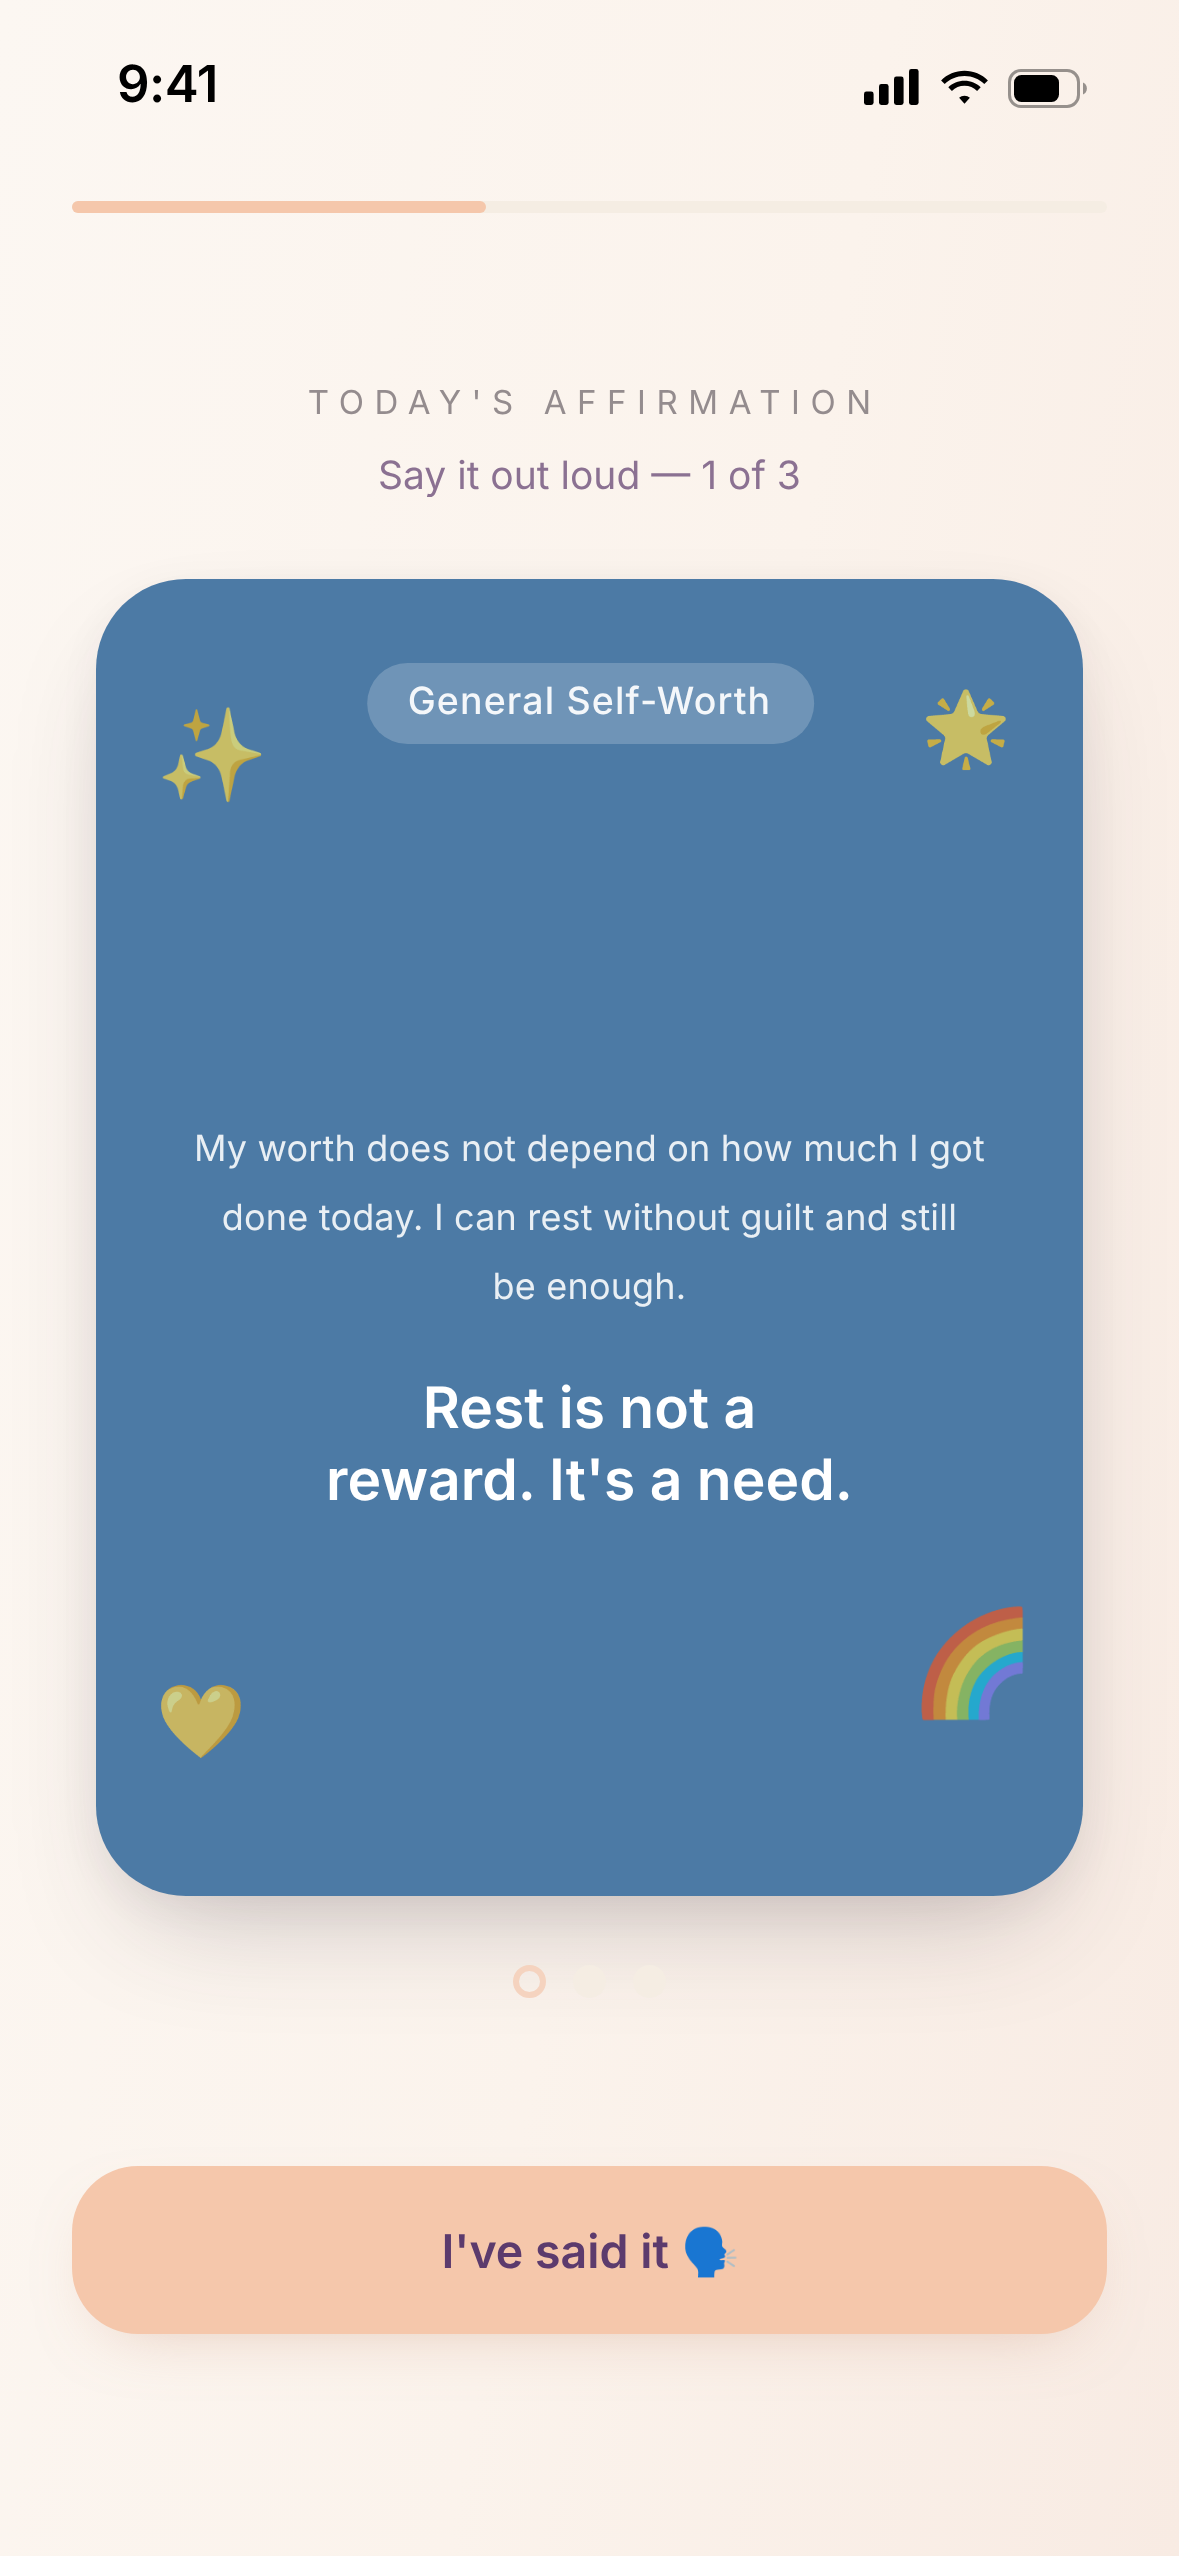 9:41
TODAY'S AFFIRMATION
Say it out loud — 1 of 3
General Self-Worth
My worth does not depend on how much I got
done today. I can rest without guilt and still
be enough.
Rest is not a
reward. It's a need.
I've said it 🗣️